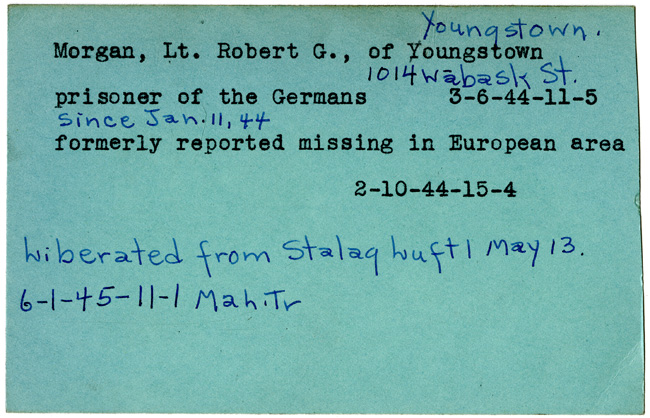 Youngstown.
Morgan, Lt. Robert G., of Youngstown
1014 Wabask St.
prisoner of the Germans 3-6-44-11-5
since Jan. 11, 44
formerly reported missing in European area
2-10-44-15-4
Liberated from Stalag Luft 1 May 13.
6-1-45-11-1 Mah. Tr